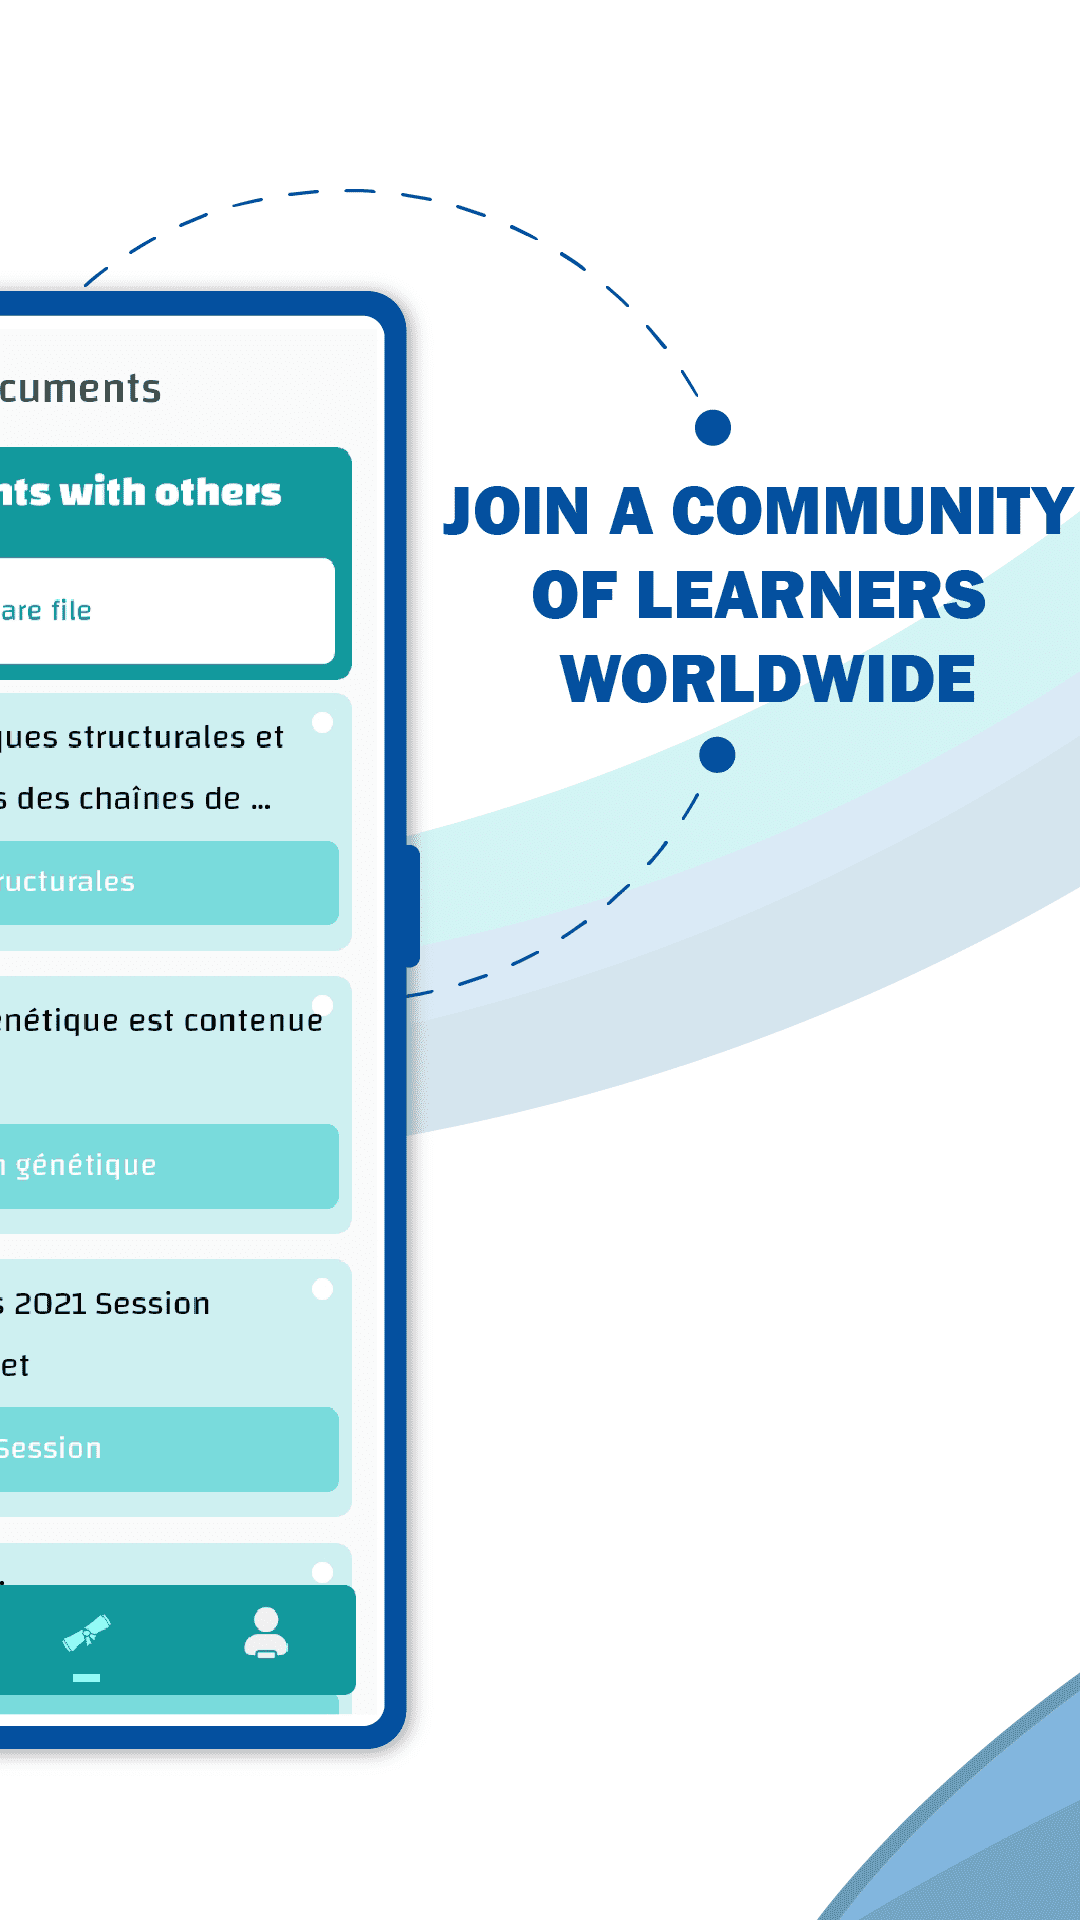 cuments
nts with others
are file
JOIN A COMMUNITY
OF LEARNERS
WORLDWIDE
ques structurales et
s des chaînes de ...
ructurales
enétique est contenue
n génétique
s 2021 Session
et
Session